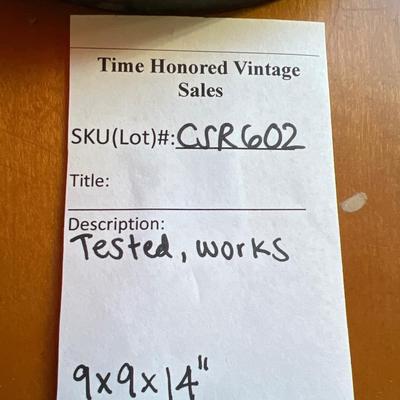 Time Honored Vintage
Sales
SKU(Lot)#: CSR602
Title:
Description:
Tested, works
9x9x14"